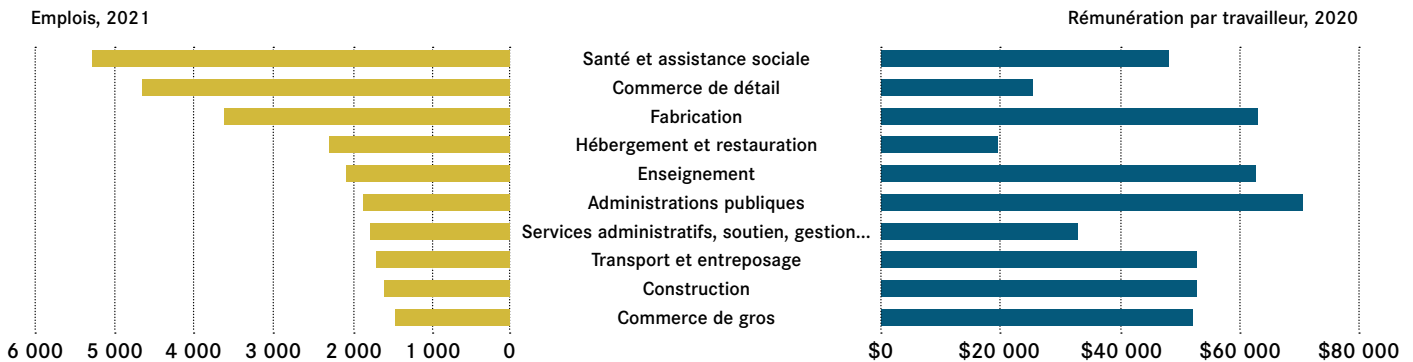 Emplois, 2021
Rémunération par travailleur, 2020
Santé et assistance sociale
Commerce de détail
Fabrication
Hébergement et restauration
Enseignement
Administrations publiques
Services administratifs, soutien, gestion...
Transport et entreposage
Construction
Commerce de gros
6 000 5 000 4 000 3 000 2 000 1 000 0
$0 $20 000 $40 000 $60 000 $80 000